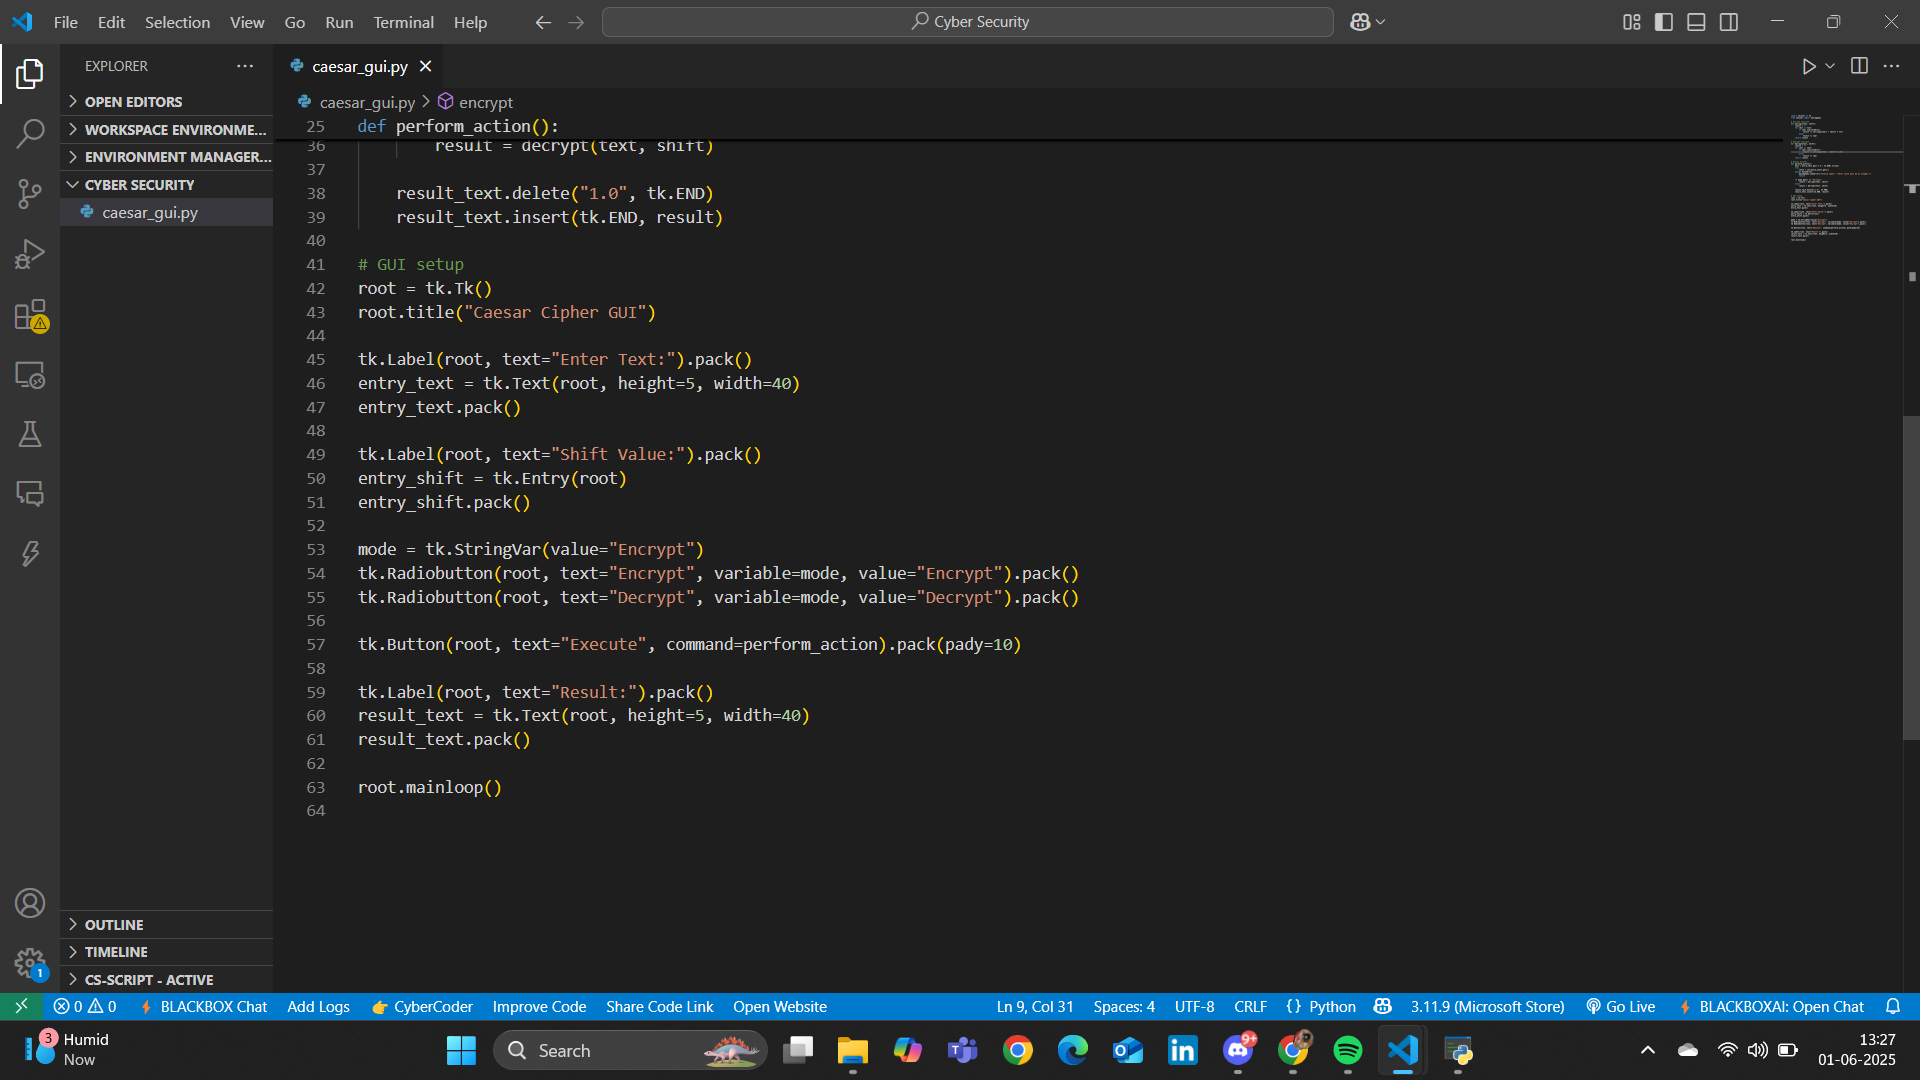 File Edit Selection View Go Run Terminal Help
Cyber Security
EXPLORER
OPEN EDITORS
WORKSPACE ENVIRONME...
ENVIRONMENT MANAGER...
CYBER SECURITY
caesar_gui.py
caesar_gui.py
caesar_gui.py encrypt
25 def perform_action():
36 result = decrypt(text, shift)
37
38 result_text.delete("1.0", tk.END)
39 result_text.insert(tk.END, result)
40
41 # GUI setup
42 root = tk.Tk()
43 root.title("Caesar Cipher GUI")
44
45 tk.Label(root, text="Enter Text:").pack()
46 entry_text = tk.Text(root, height=5, width=40)
47 entry_text.pack()
48
49 tk.Label(root, text="Shift Value:").pack()
50 entry_shift = tk.Entry(root)
51 entry_shift.pack()
52
53 mode = tk.StringVar(value="Encrypt")
54 tk.Radiobutton(root, text="Encrypt", variable=mode, value="Encrypt").pack()
55 tk.Radiobutton(root, text="Decrypt", variable=mode, value="Decrypt").pack()
56
57 tk.Button(root, text="Execute", command=perform_action).pack(pady=10)
58
59 tk.Label(root, text="Result:").pack()
60 result_text = tk.Text(root, height=5, width=40)
61 result_text.pack()
62
63 root.mainloop()
64
OUTLINE
TIMELINE
CS-SCRIPT - ACTIVE
1
0 0 BLACKBOX Chat Add Logs CyberCoder Improve Code Share Code Link Open Website Ln 9, Col 31 Spaces: 4 UTF-8 CRLF {} Python 3.11.9 (Microsoft Store) Go Live BLACKBOXAI: Open Chat
3 Humid
Now
Search
9+
13:27
01-06-2025